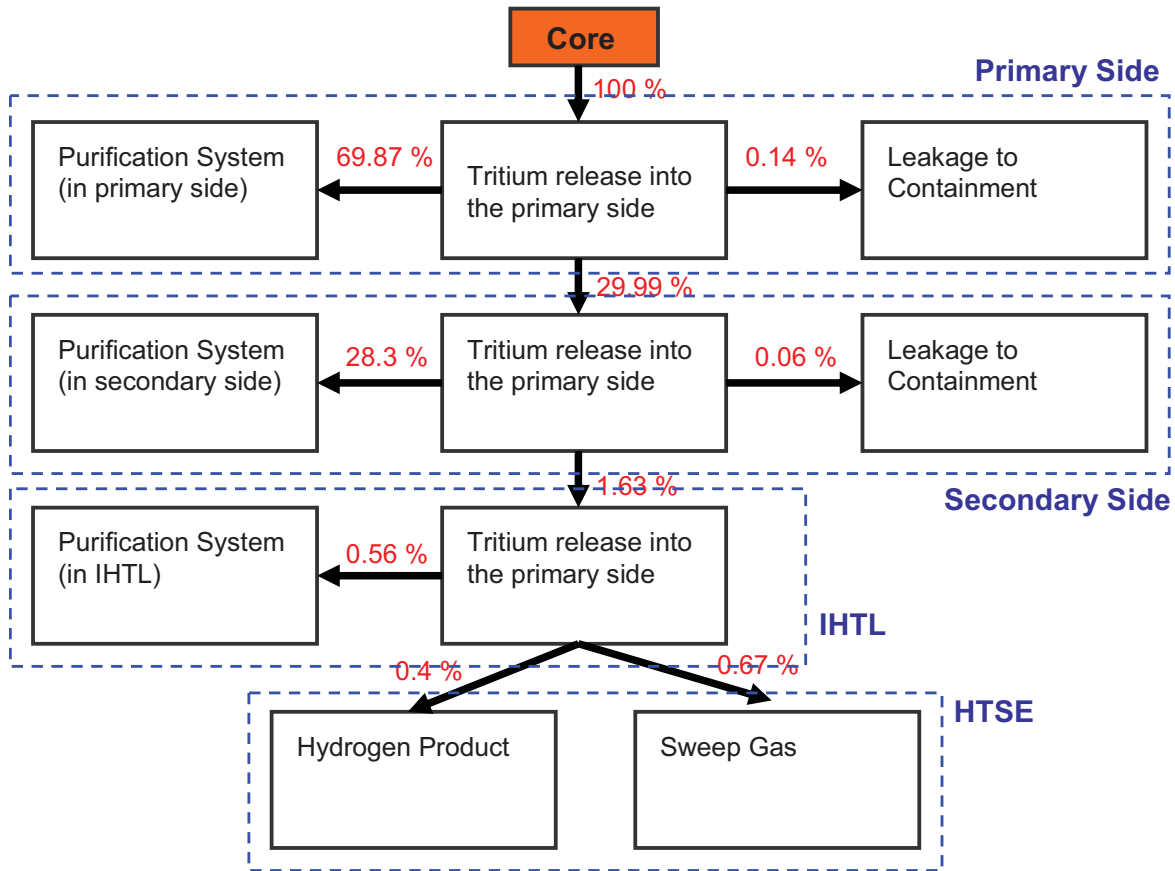 Core
Primary Side
100 %
Purification System
(in primary side)
69.87 %
Tritium release into
the primary side
0.14 %
Leakage to
Containment
29.99 %
Purification System
(in secondary side)
28.3 %
Tritium release into
the primary side
0.06 %
Leakage to
Containment
1.63 %
Secondary Side
Purification System
(in IHTL)
0.56 %
Tritium release into
the primary side
IHTL
0.4 %
0.67 %
HTSE
Hydrogen Product
Sweep Gas